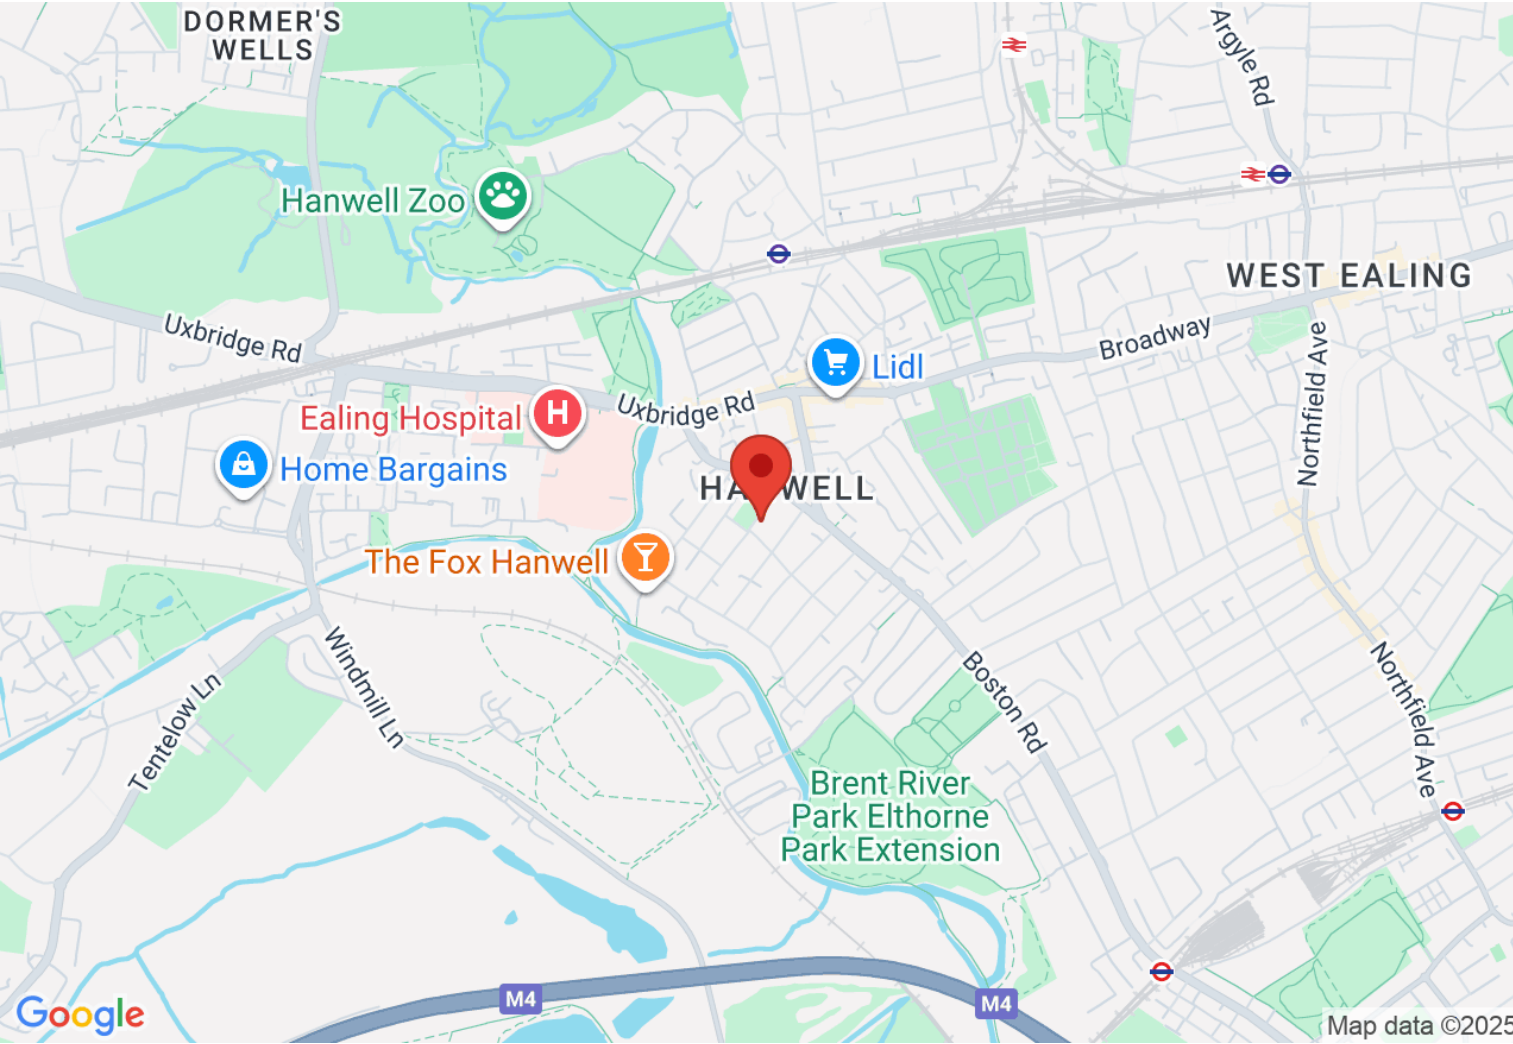 DORMER'S
WELLS
Argyle Rd
Hanwell Zoo
WEST EALING
Uxbridge Rd
Broadway
Lidl
Northfield Ave
Uxbridge Rd
Ealing Hospital
H
Home Bargains
The Fox Hanwell
Windmill Ln
Tentelow Ln
Boston Rd
Northfield Ave
Brent River
Park Elthorne
Park Extension
M4
M4
Google
Map data ©2025